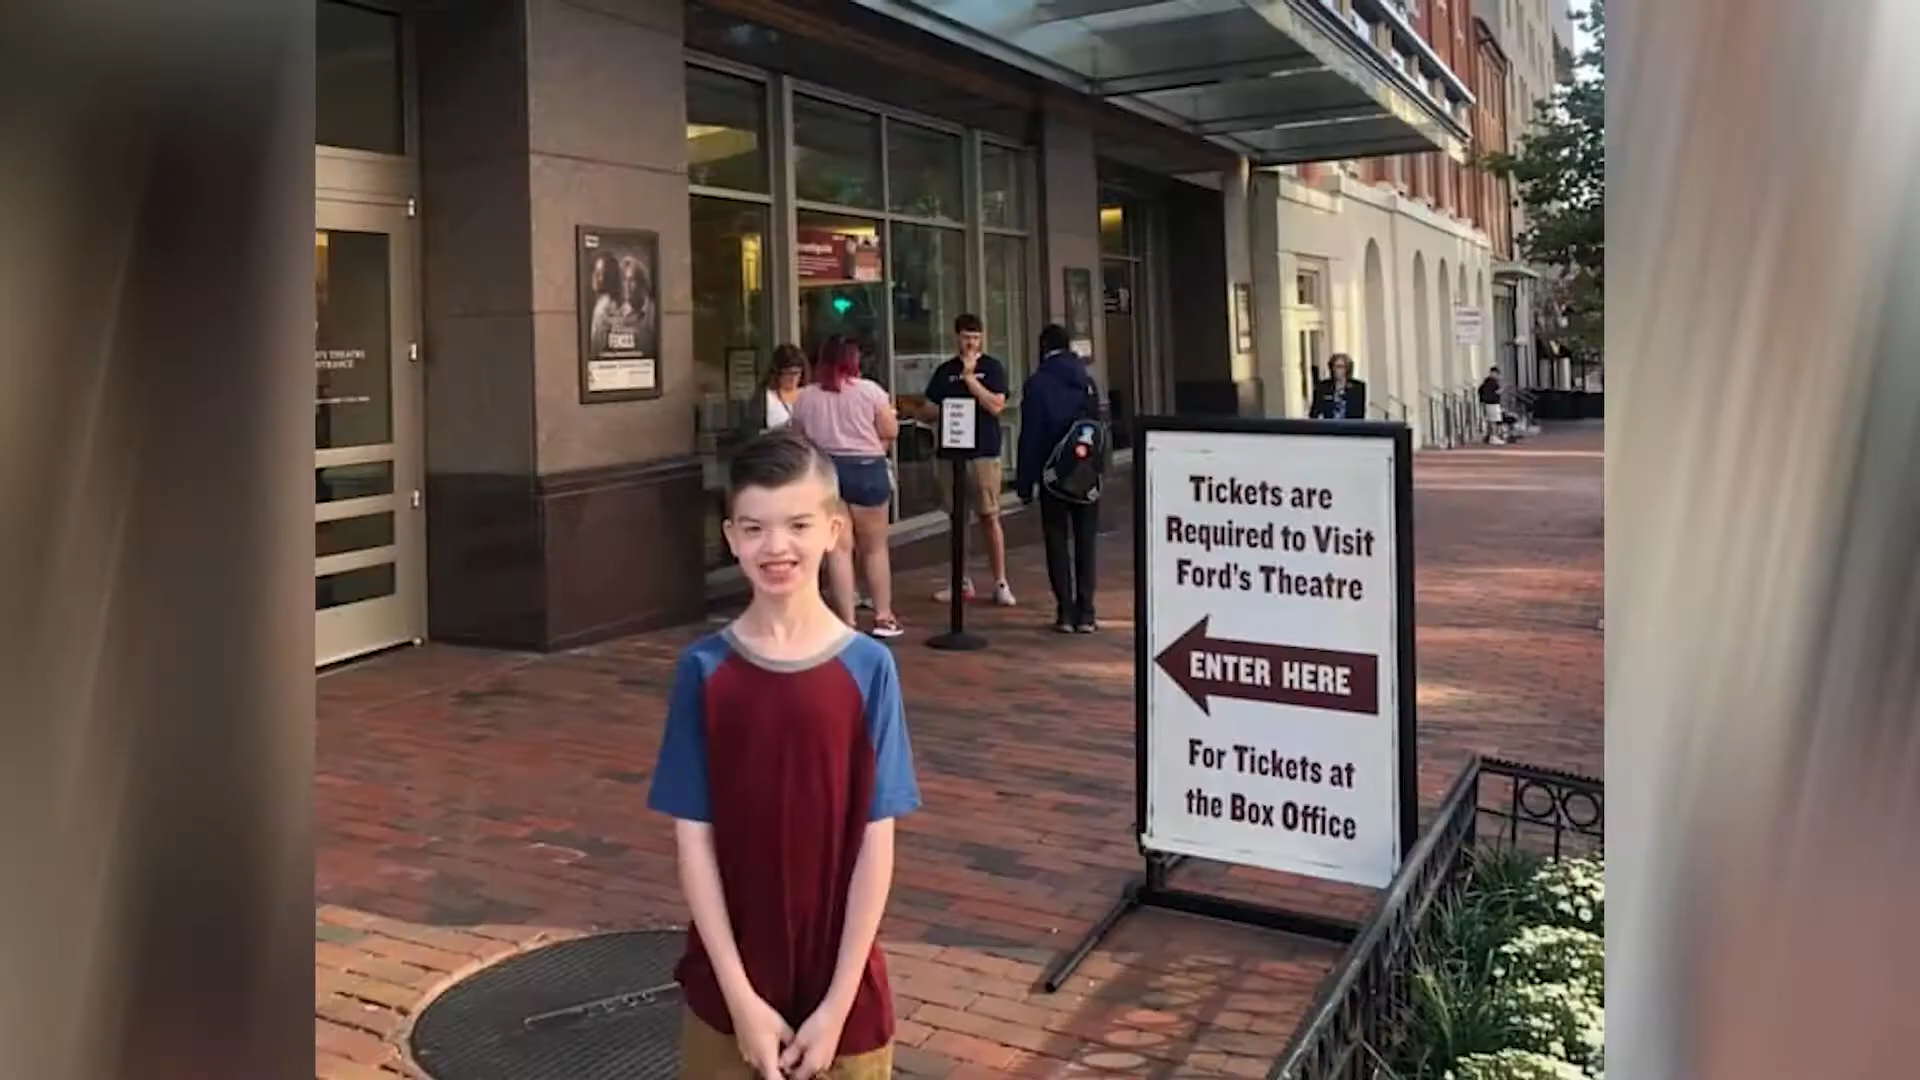 Tickets are
Required to Visit
Ford's Theatre
ENTER HERE
For Tickets at
the Box Office